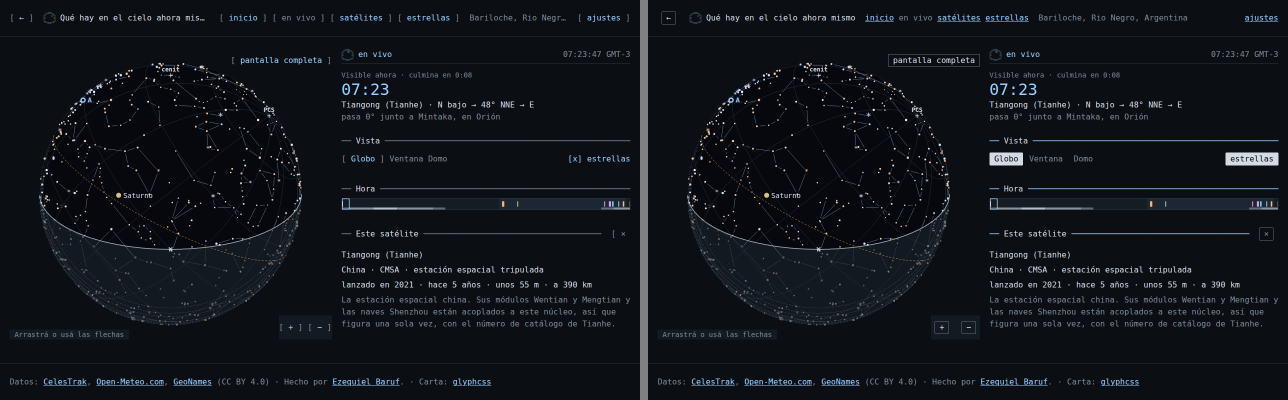 [ ← ] Qué hay en el cielo ahora mis… [ inicio ] [ en vivo ] [ satélites ] [ estrellas ] Bariloche, Río Negr… [ ajustes ]
[ pantalla completa ]
en vivo 07:23:47 GMT-3
Visible ahora · culmina en 0:08
07:23
Tiangong (Tianhe) · N bajo → 48° NNE → E
pasa 0° junto a Mintaka, en Orión
Vista
[ Globo ] Ventana Domo [x] estrellas
Hora
Este satélite [ ×
Tiangong (Tianhe)
China · CMSA · estación espacial tripulada
lanzado en 2021 · hace 5 años · unos 55 m · a 390 km
La estación espacial china. Sus módulos Wentian y Mengtian y
las naves Shenzhou están acoplados a este núcleo, así que
figura una sola vez, con el número de catálogo de Tianhe.
cenit
A
PCS
Saturno
[ + ] [ − ]
Arrastrá o usá las flechas
Datos: CelesTrak, Open-Meteo.com, GeoNames (CC BY 4.0) · Hecho por Ezequiel Baruf. · Carta: glyphcss
← Qué hay en el cielo ahora mismo inicio en vivo satélites estrellas Bariloche, Río Negro, Argentina ajustes
pantalla completa
en vivo 07:23:47 GMT-3
Visible ahora · culmina en 0:08
07:23
Tiangong (Tianhe) · N bajo → 48° NNE → E
pasa 0° junto a Mintaka, en Orión
Vista
Globo Ventana Domo estrellas
Hora
Este satélite ×
Tiangong (Tianhe)
China · CMSA · estación espacial tripulada
lanzado en 2021 · hace 5 años · unos 55 m · a 390 km
La estación espacial china. Sus módulos Wentian y Mengtian y
las naves Shenzhou están acoplados a este núcleo, así que
figura una sola vez, con el número de catálogo de Tianhe.
cenit
A
PCS
Saturno
+ −
Arrastrá o usá las flechas
Datos: CelesTrak, Open-Meteo.com, GeoNames (CC BY 4.0) · Hecho por Ezequiel Baruf. · Carta: glyphcss